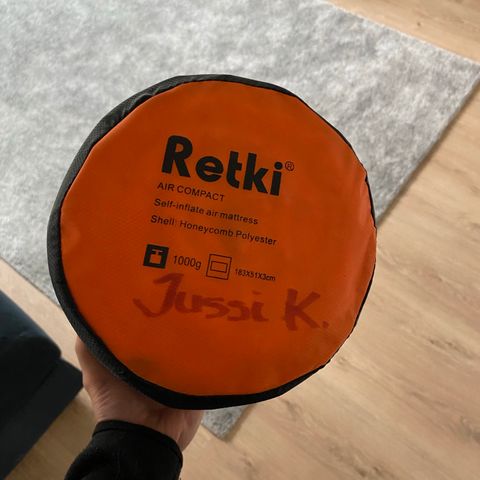 Retki®
AIR COMPACT
Self-inflate air mattress
Shell: Honeycomb Polyester
1000g 183X51X3cm
Jussi K.